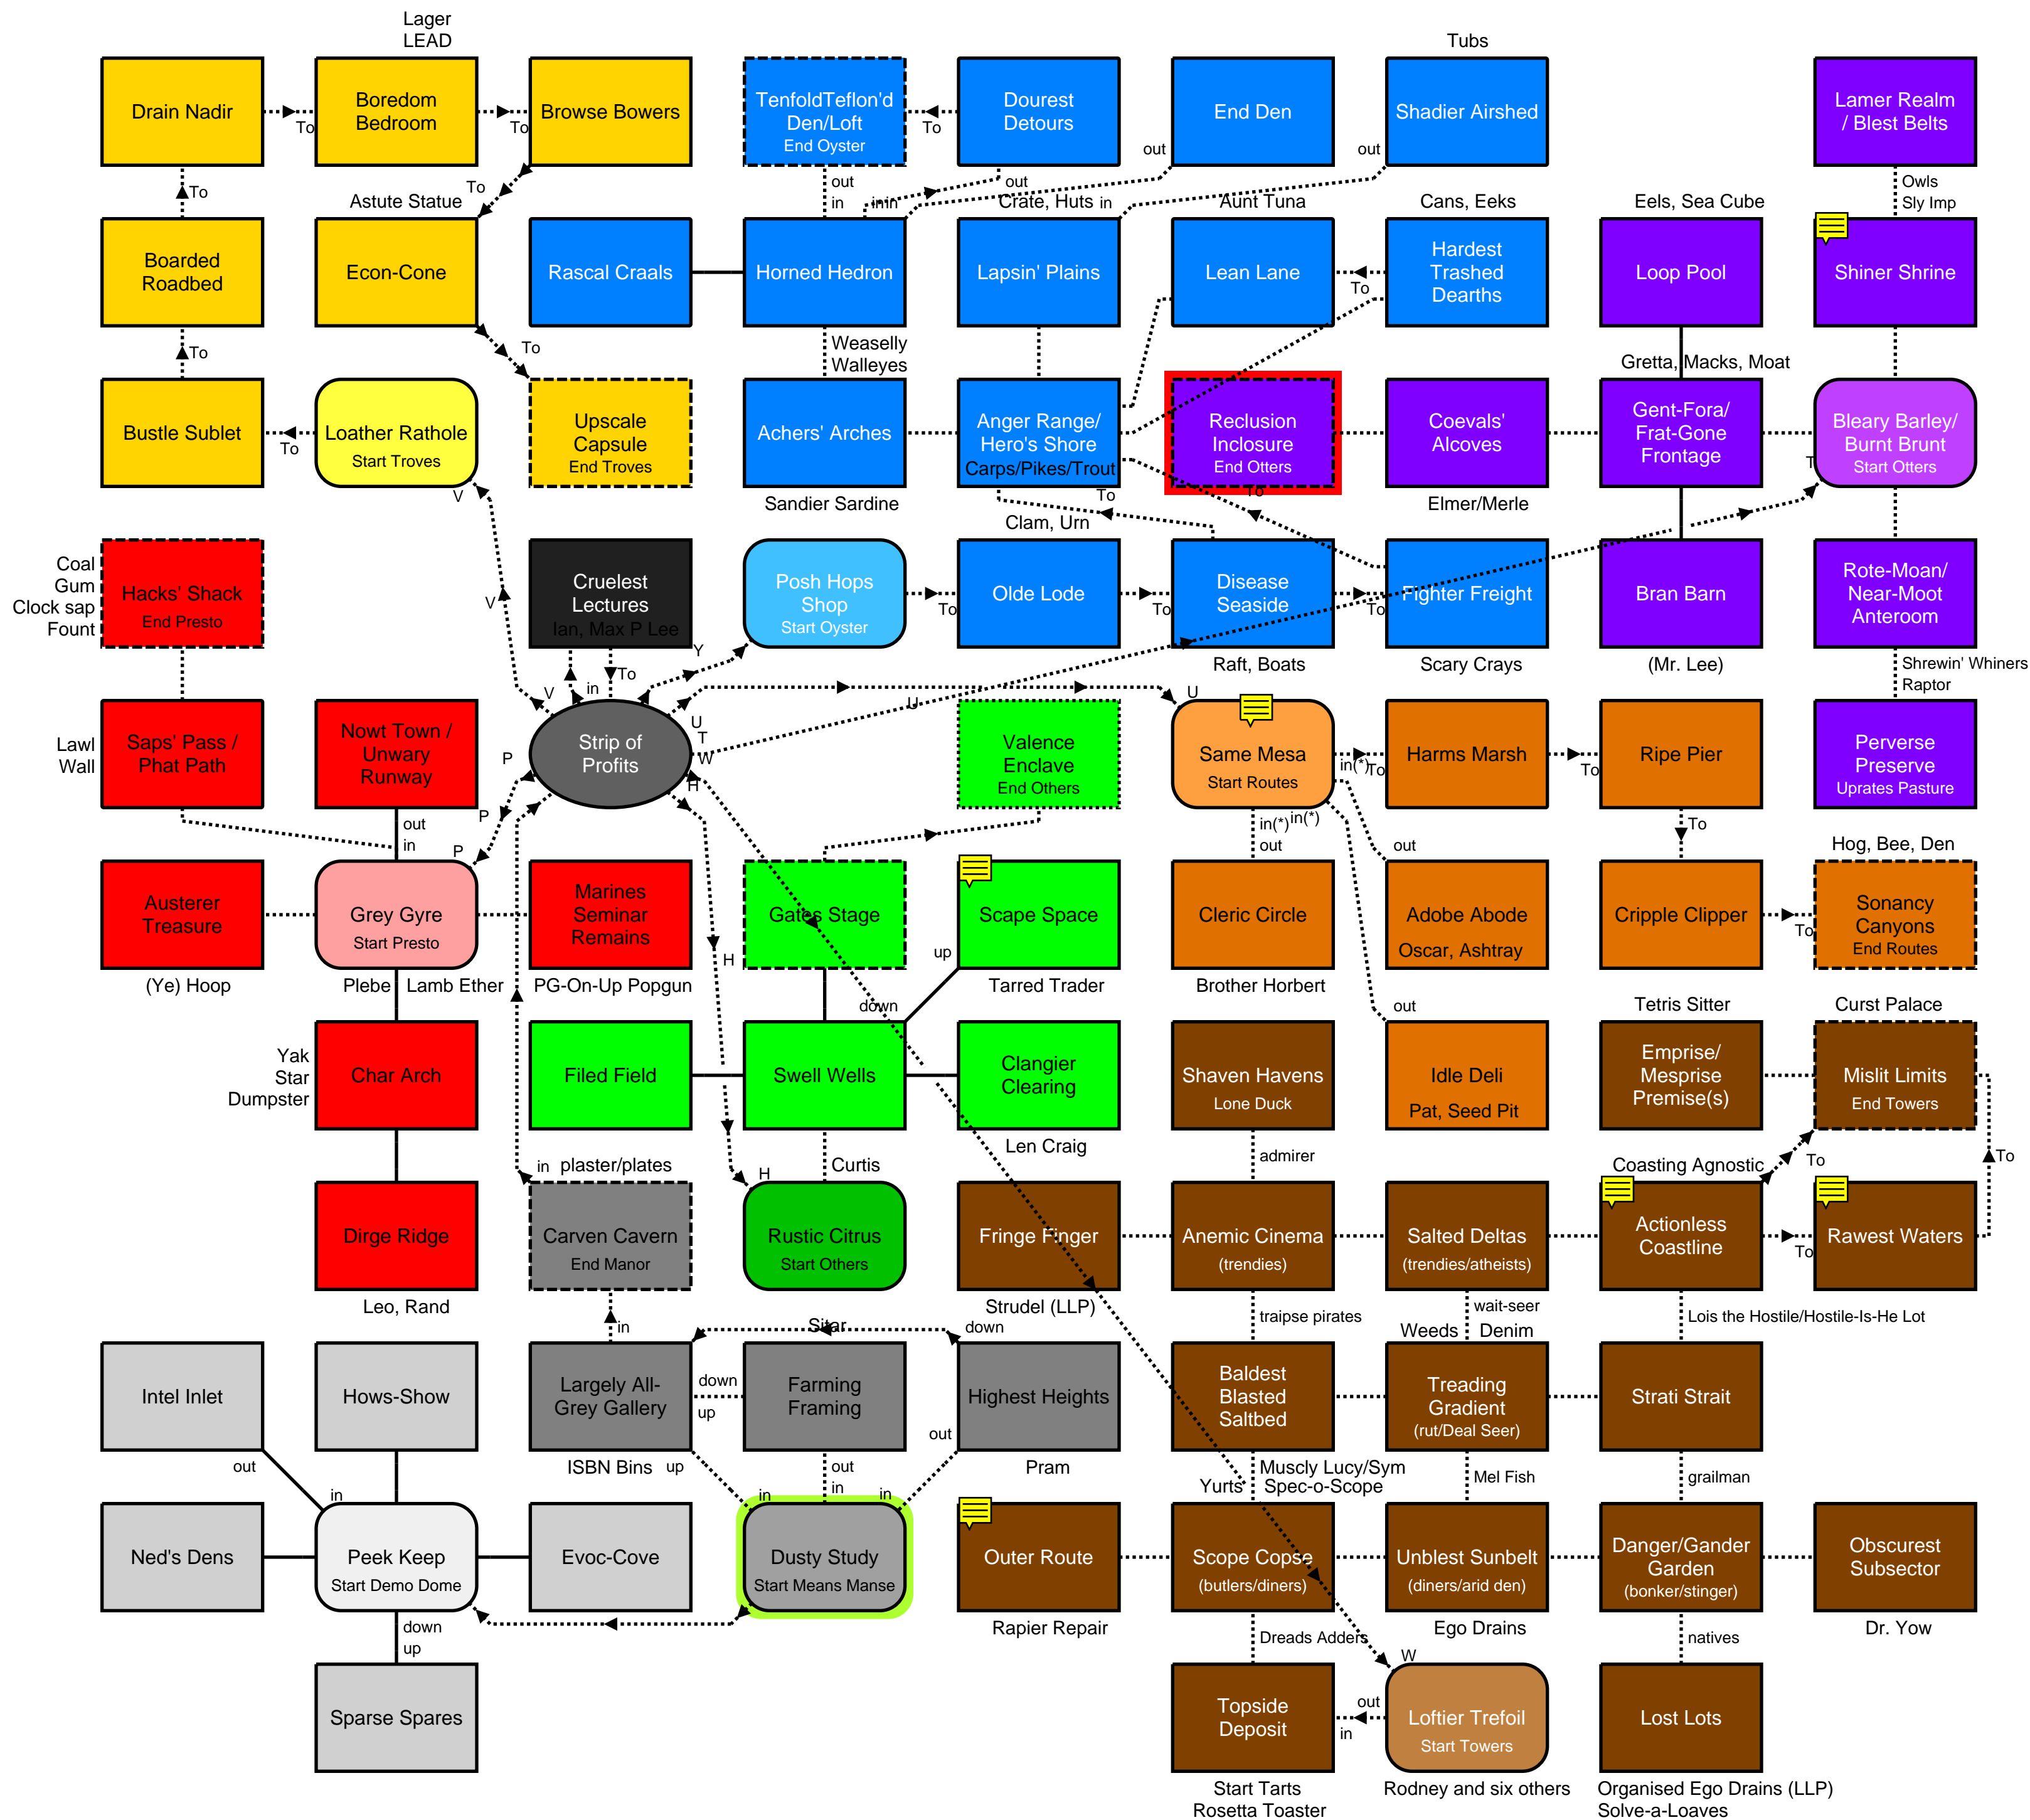 Lager
LEAD
Tubs
Drain Nadir
To
Boredom
Bedroom
To
Browse Bowers
TenfoldTeflon'd
Den/Loft
End Oyster
To
Dourest
Detours
End Den
Shadier Airshed
Lamer Realm
/ Blest Belts
out
out
To
To
out
in
in
in
out
Owls
Sly Imp
Astute Statue
Crate, Huts
in
Aunt Tuna
Cans, Eeks
Eels, Sea Cube
Boarded
Roadbed
Econ-Cone
Rascal Craals
Horned Hedron
Lapsin' Plains
Lean Lane
To
Hardest
Trashed
Dearths
Loop Pool
Shiner Shrine
To
To
Weaselly
Walleyes
Gretta, Macks, Moat
Bustle Sublet
To
Loather Rathole
Start Troves
Upscale
Capsule
End Troves
Achers' Arches
Anger Range/
Hero's Shore
Carps/Pikes/Trout
Reclusion
Inclosure
End Otters
Coevals'
Alcoves
Gent-Fora/
Frat-Gone
Frontage
Bleary Barley/
Burnt Brunt
Start Otters
T
V
Sandier Sardine
To
To
Elmer/Merle
Clam, Urn
Coal
Gum
Clock sap
Fount
Hacks' Shack
End Presto
V
Cruelest
Lectures
Ian, Max P Lee
Posh Hops
Shop
Start Oyster
To
Olde Lode
To
Disease
Seaside
To
Fighter Freight
Bran Barn
Rote-Moan/
Near-Moot
Anteroom
Y
To
in
V
Raft, Boats
Scary Crays
(Mr. Lee)
Shrewin' Whiners
Raptor
U
U
U
T
W
H
Lawl
Wall
Saps' Pass /
Phat Path
Nowt Town /
Unwary
Runway
P
Strip of
Profits
Valence
Enclave
End Others
Same Mesa
Start Routes
in(*)
To
Harms Marsh
To
Ripe Pier
Perverse
Preserve
Uprates Pasture
out
in
P
P
in(*)
in(*)
out
out
To
Hog, Bee, Den
Austerer
Treasure
Grey Gyre
Start Presto
Marines
Seminar
Remains
Gates Stage
Scape Space
Cleric Circle
Adobe Abode
Oscar, Ashtray
Cripple Clipper
To
Sonancy
Canyons
End Routes
H
up
(Ye) Hoop
Plebe
Lamb Ether
PG-On-Up Popgun
down
Tarred Trader
Brother Horbert
out
Tetris Sitter
Curst Palace
Yak
Star
Dumpster
Char Arch
Filed Field
Swell Wells
Clangier
Clearing
Shaven Havens
Lone Duck
Idle Deli
Pat, Seed Pit
Emprise/
Mesprise
Premise(s)
Mislit Limits
End Towers
in
plaster/plates
H
Curtis
Len Craig
admirer
Coasting Agnostic
To
To
Dirge Ridge
Carven Cavern
End Manor
Rustic Citrus
Start Others
Fringe Finger
Anemic Cinema
(trendies)
Salted Deltas
(trendies/atheists)
Actionless
Coastline
To
Rawest Waters
Leo, Rand
in
Sitar
down
Strudel (LLP)
traipse pirates
wait-seer
Weeds
Denim
Lois the Hostile/Hostile-Is-He Lot
Intel Inlet
Hows-Show
Largely All-
Grey Gallery
down
up
Farming
Framing
Highest Heights
Baldest
Blasted
Saltbed
Treading
Gradient
(rut/Deal Seer)
Strati Strait
out
in
ISBN Bins
up
in
out
in
in
out
Pram
Yurts
Muscly Lucy/Sym
Spec-o-Scope
Mel Fish
grailman
Ned's Dens
Peek Keep
Start Demo Dome
Evoc-Cove
Dusty Study
Start Means Manse
Outer Route
Scope Copse
(butlers/diners)
Unblest Sunbelt
(diners/arid den)
Danger/Gander
Garden
(bonker/stinger)
Obscurest
Subsector
down
up
Rapier Repair
Dreads Adders
W
Ego Drains
natives
Dr. Yow
Sparse Spares
Topside
Deposit
out
in
Loftier Trefoil
Start Towers
Lost Lots
Start Tarts
Rosetta Toaster
Rodney and six others
Organised Ego Drains (LLP)
Solve-a-Loaves